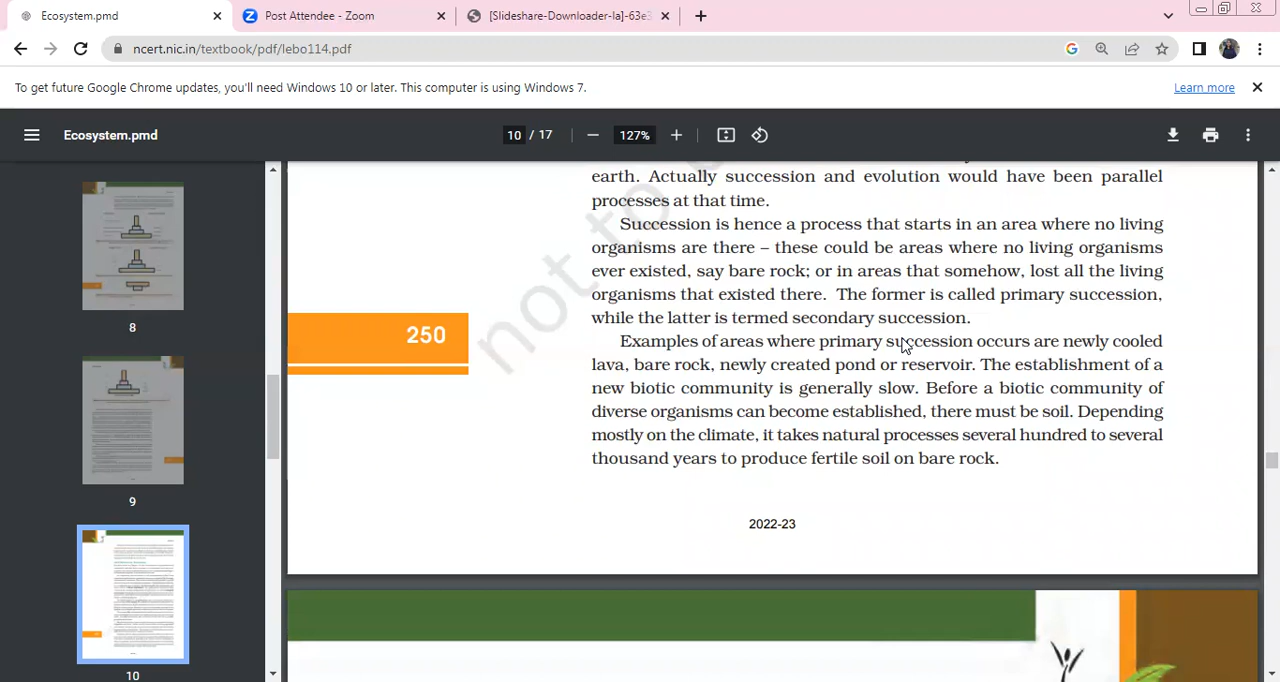 Ecosystem.pmd
Post Attendee - Zoom
[Slideshare-Downloader-la]-63e3
ncert.nic.in/textbook/pdf/lebo114.pdf
To get future Google Chrome updates, you'll need Windows 10 or later. This computer is using Windows 7.
Learn more
Ecosystem.pmd
10 / 17
127%
8
9
10
earth. Actually succession and evolution would have been parallel
processes at that time.
Succession is hence a process that starts in an area where no living
organisms are there – these could be areas where no living organisms
ever existed, say bare rock; or in areas that somehow, lost all the living
organisms that existed there. The former is called primary succession,
while the latter is termed secondary succession.
250
Examples of areas where primary succession occurs are newly cooled
lava, bare rock, newly created pond or reservoir. The establishment of a
new biotic community is generally slow. Before a biotic community of
diverse organisms can become established, there must be soil. Depending
mostly on the climate, it takes natural processes several hundred to several
thousand years to produce fertile soil on bare rock.
2022-23
not to